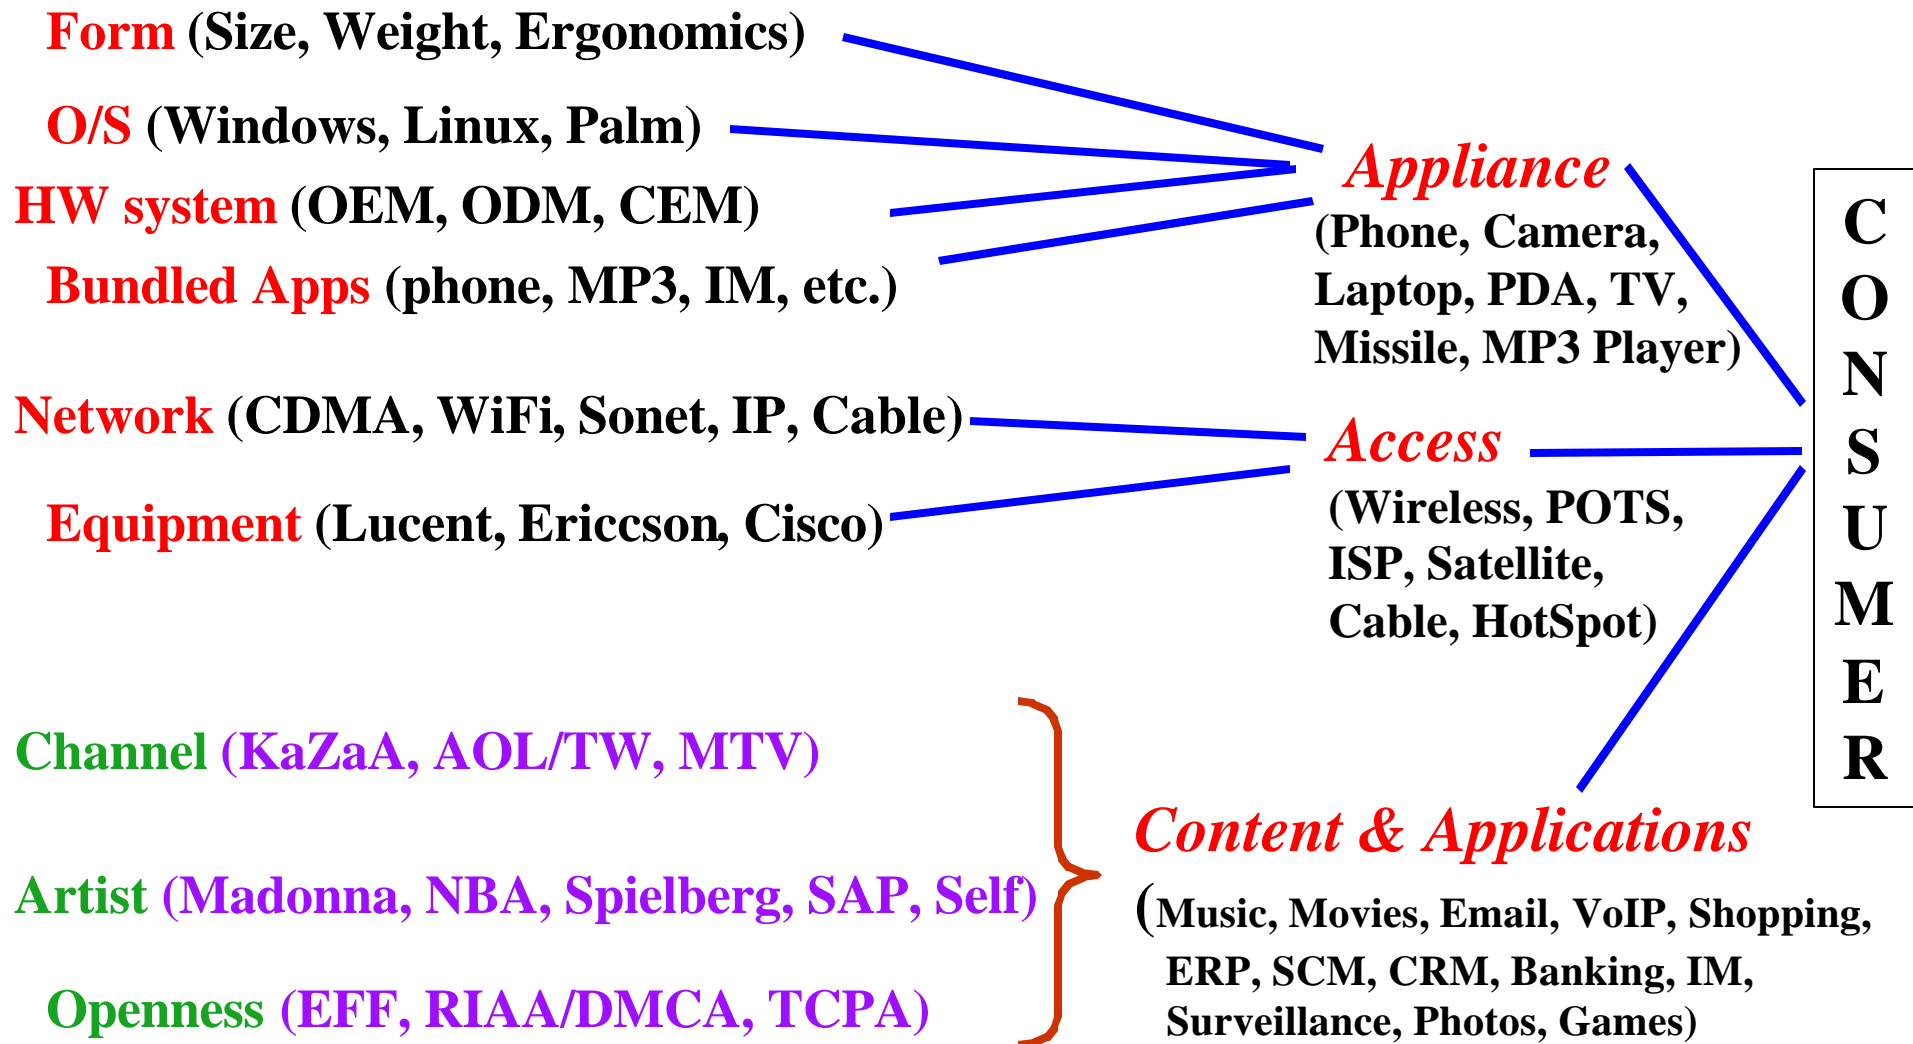 Form (Size, Weight, Ergonomics)
O/S (Windows, Linux, Palm)
HW system (OEM, ODM, CEM)
Bundled Apps (phone, MP3, IM, etc.)
Network (CDMA, WiFi, Sonet, IP, Cable)
Equipment (Lucent, Ericcson, Cisco)
Channel (KaZaA, AOL/TW, MTV)
Artist (Madonna, NBA, Spielberg, SAP, Self)
Openness (EFF, RIAA/DMCA, TCPA)
Appliance
(Phone, Camera,
Laptop, PDA, TV,
Missile, MP3 Player)
Access
(Wireless, POTS,
ISP, Satellite,
Cable, HotSpot)
Content & Applications
(Music, Movies, Email, VoIP, Shopping,
ERP, SCM, CRM, Banking, IM,
Surveillance, Photos, Games)
C
O
N
S
U
M
E
R